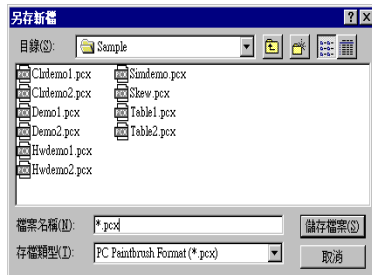 另存新檔
目錄(S): Sample
Clrdemo1.pcx
Clrdemo2.pcx
Demo1.pcx
Demo2.pcx
Hwdemo1.pcx
Hwdemo2.pcx
Simdemo.pcx
Skew.pcx
Table1.pcx
Table2.pcx
檔案名稱(N): *.pcx
儲存檔案(S)
存檔類型(T): PC Paintbrush Format (*.pcx)
取消